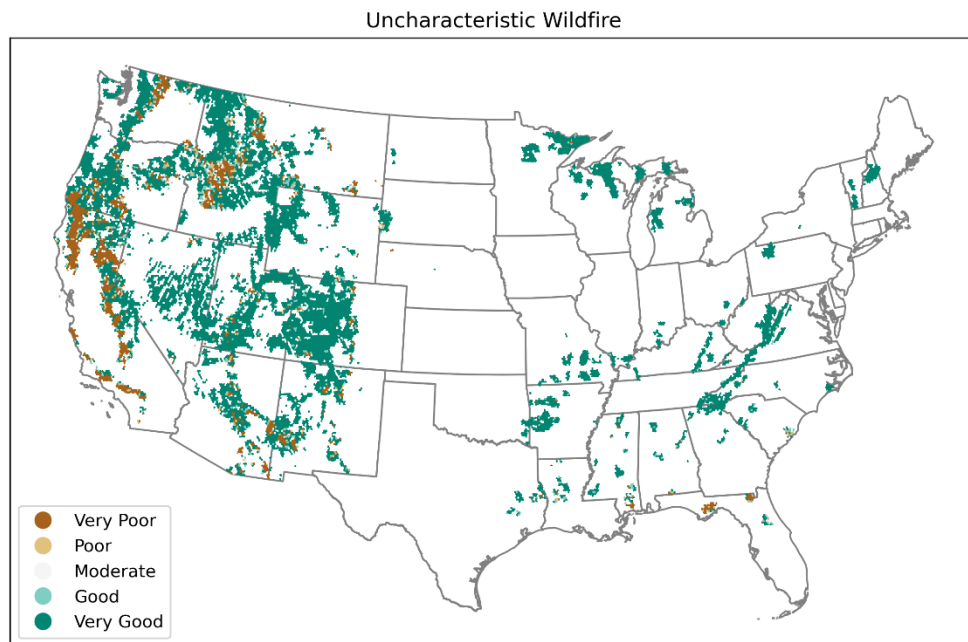 Uncharacteristic Wildfire
Very Poor
Poor
Moderate
Good
Very Good